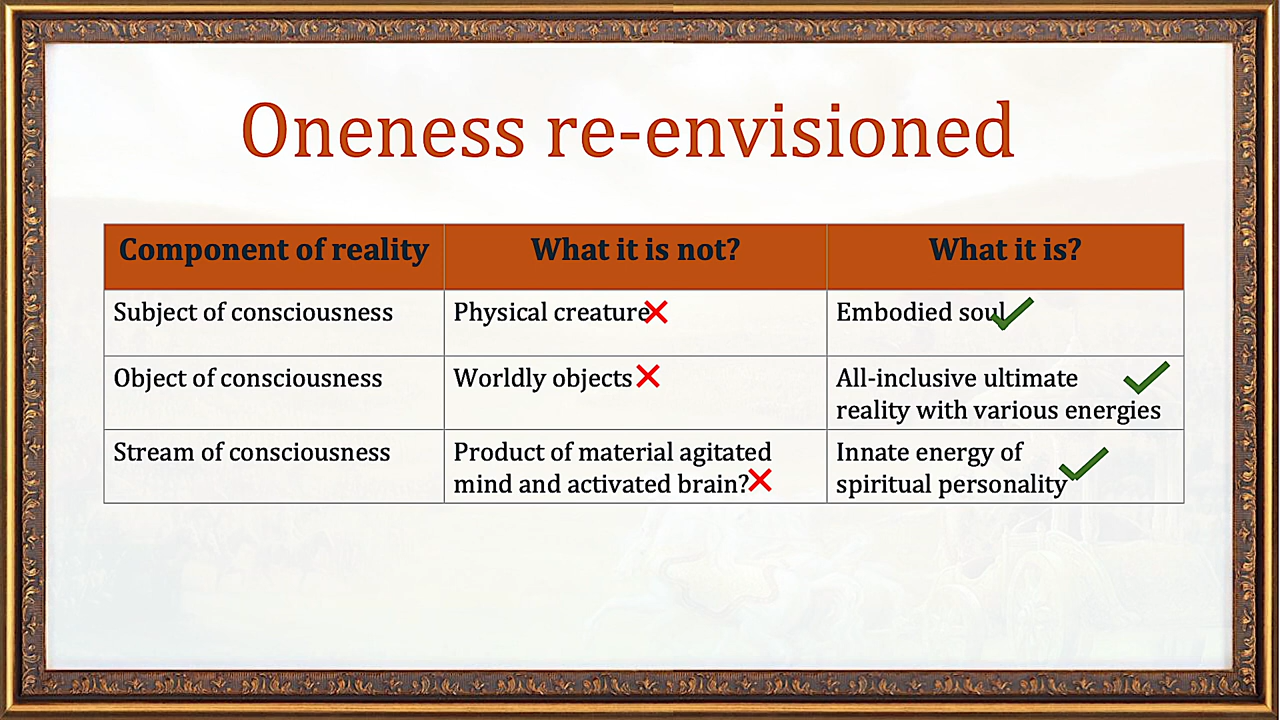 Oneness re-envisioned
Component of reality What it is not? What it is?
Subject of consciousness Physical creature Embodied soul
Object of consciousness Worldly objects All-inclusive ultimate
reality with various energies
Stream of consciousness Product of material agitated Innate energy of
mind and activated brain? spiritual personality